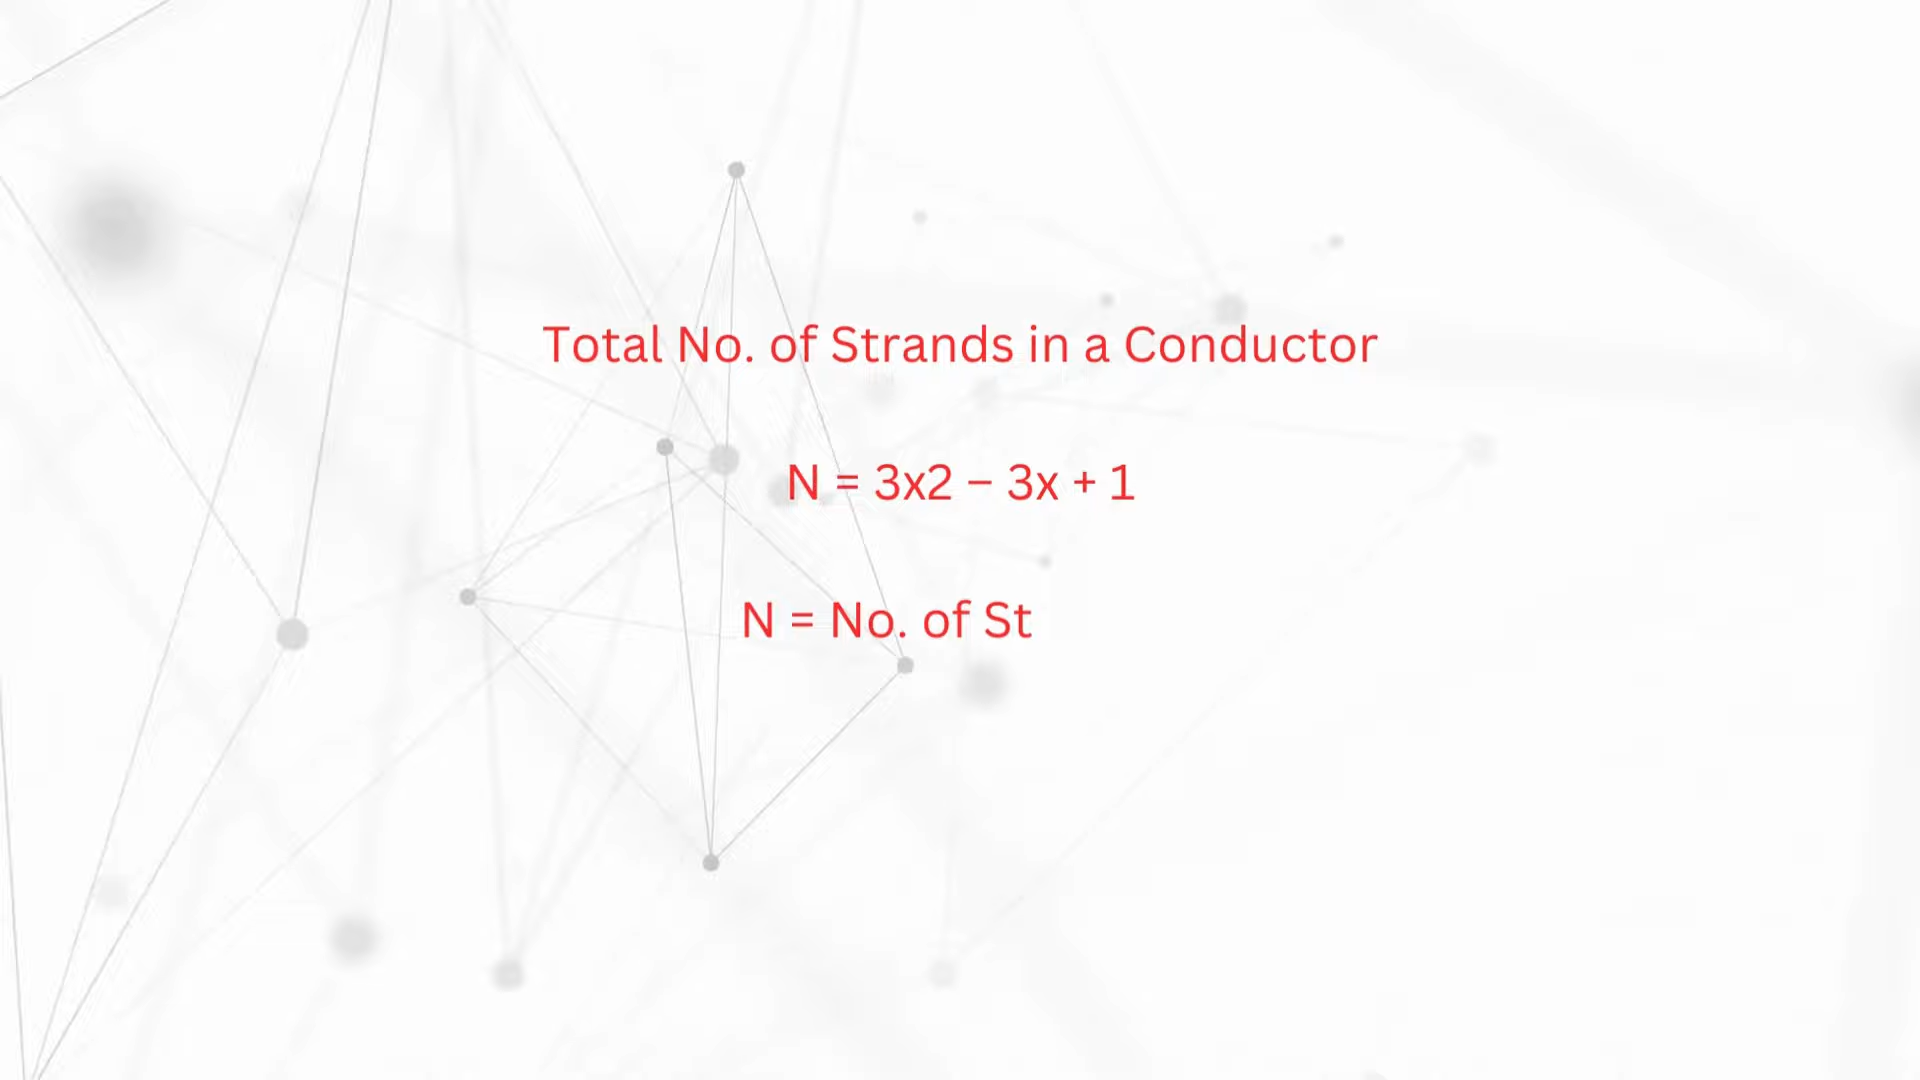 Total No. of Strands in a Conductor
N = 3x2 – 3x + 1
N = No. of St